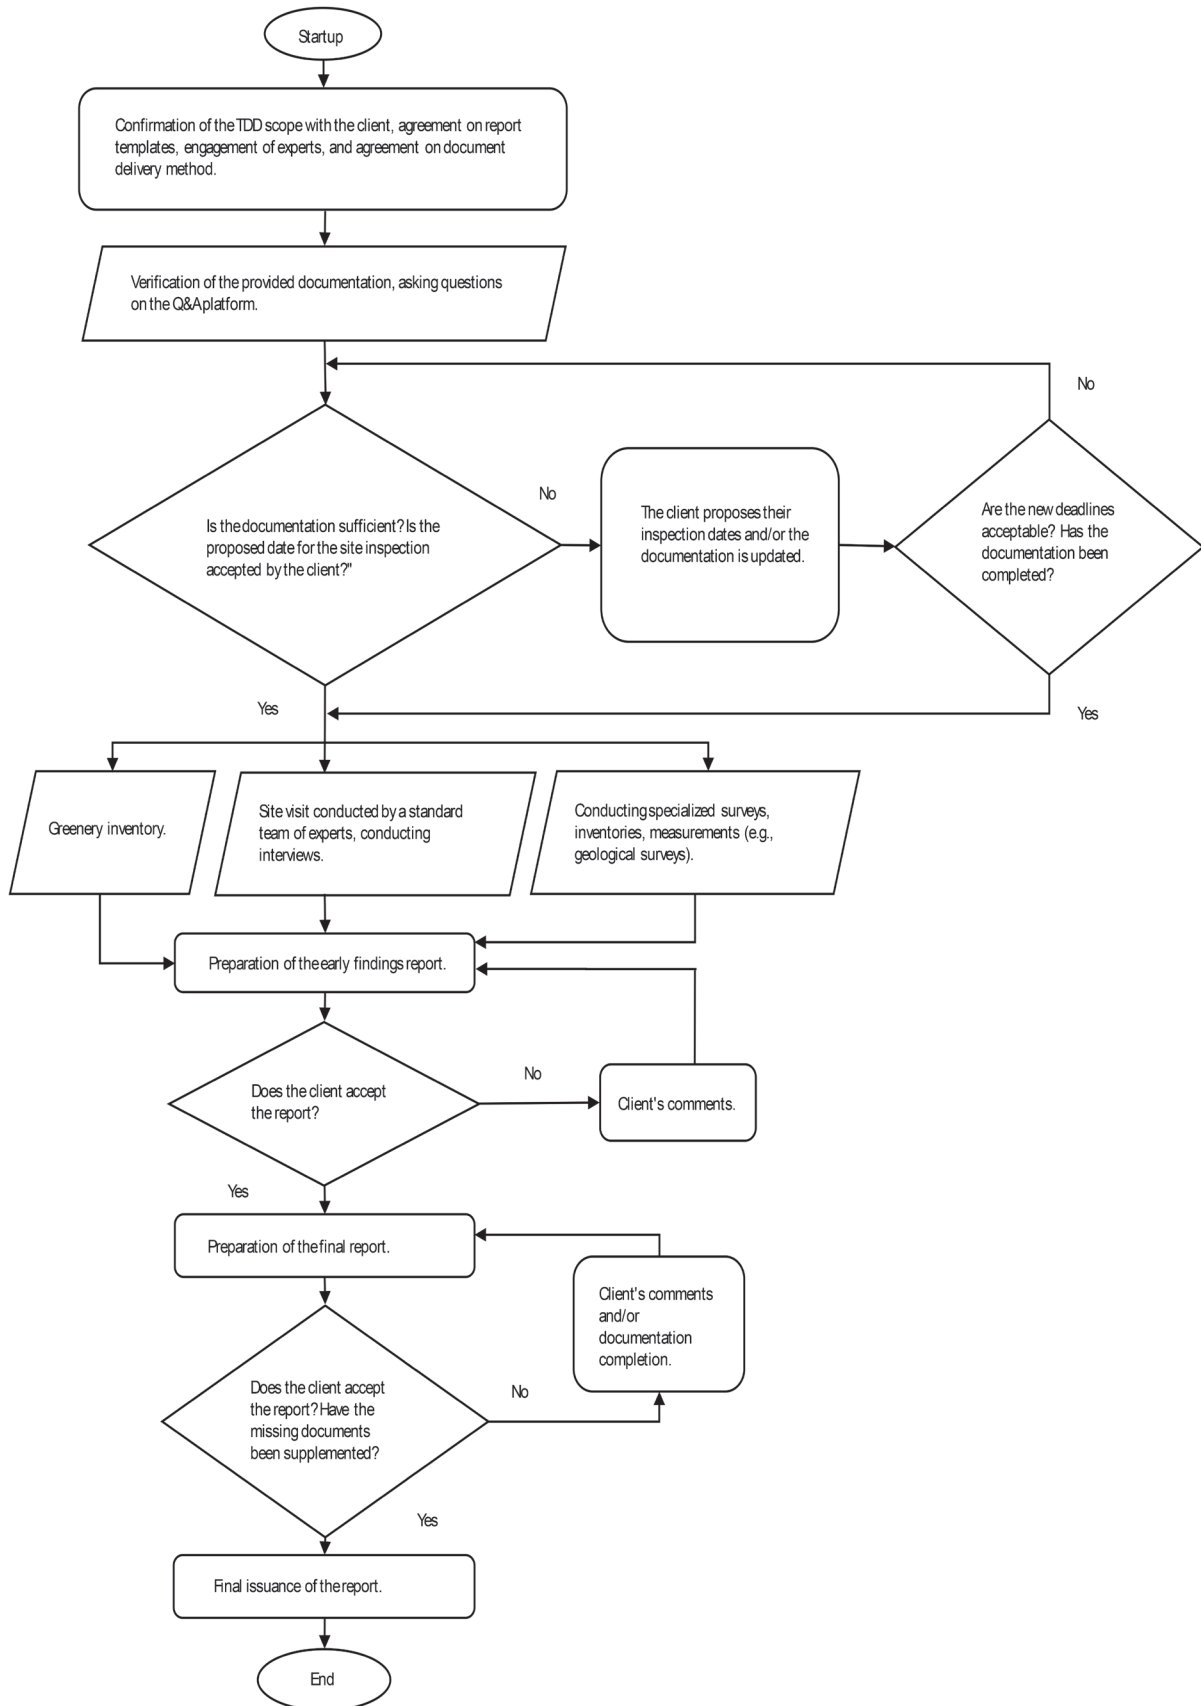 Startup
Confirmation of the TDD scope with the client, agreement on report
templates, engagement of experts, and agreement on document
delivery method.
Verification of the provided documentation, asking questions
on the Q&A platform.
No
No
Is the documentation sufficient? Is the
proposed date for the site inspection
accepted by the client?"
The client proposes their
inspection dates and/or the
documentation is updated.
Are the new deadlines
acceptable? Has the
documentation been
completed?
Yes
Yes
Greenery inventory.
Site visit conducted by a standard
team of experts, conducting
interviews.
Conducting specialized surveys,
inventories, measurements (e.g.,
geological surveys).
Preparation of the early findings report.
Does the client accept
the report?
No
Client's comments.
Yes
Preparation of the final report.
Client's comments
and/or
documentation
completion.
Does the client accept
the report? Have the
missing documents
been supplemented?
No
Yes
Final issuance of the report.
End